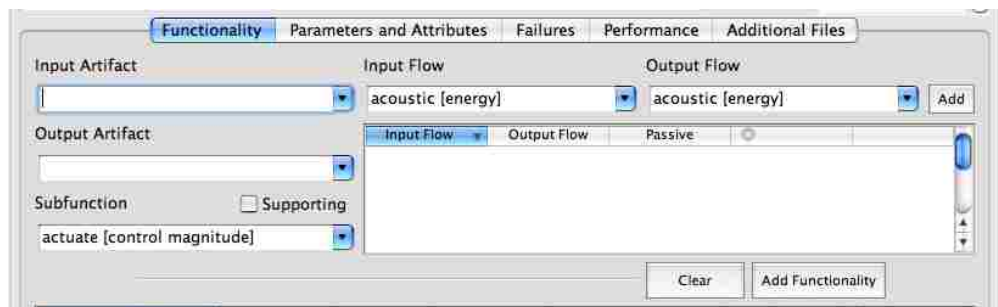 Functionality Parameters and Attributes Failures Performance Additional Files
Input Artifact Input Flow Output Flow
acoustic [energy] acoustic [energy] Add
Output Artifact Input Flow Output Flow Passive
Subfunction Supporting
actuate [control magnitude]
Clear Add Functionality